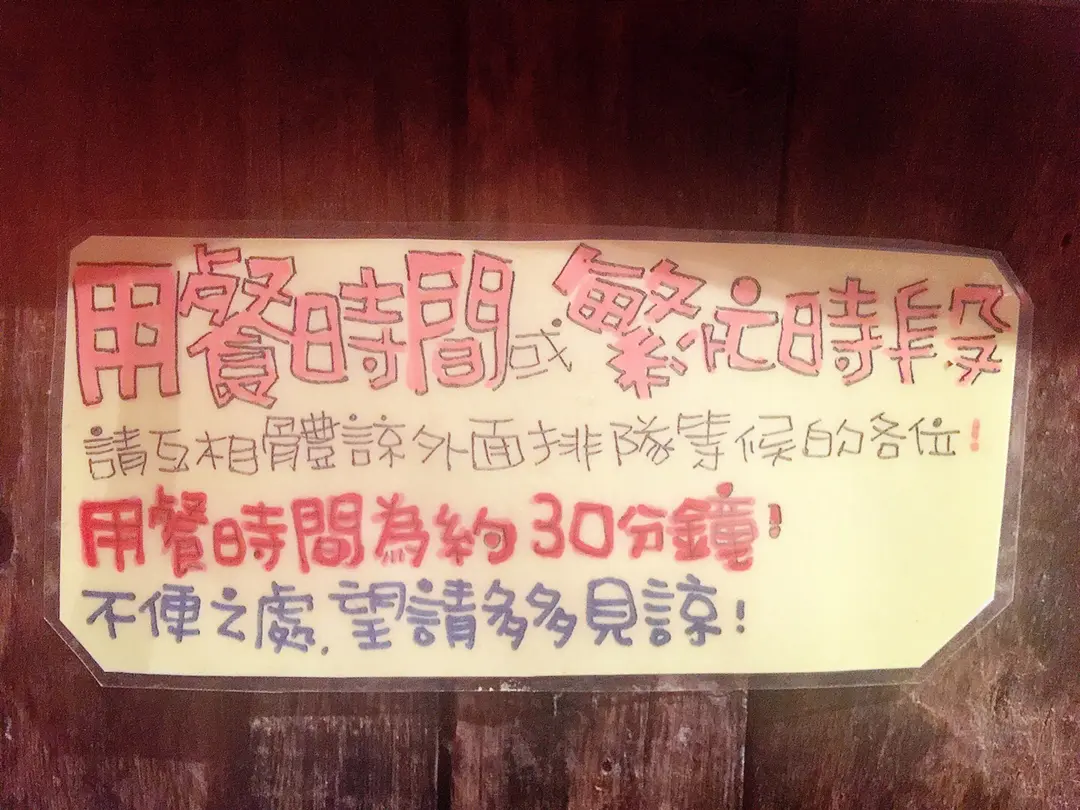 用餐時間或繁忙時段
請互相體諒外面排隊等候的各位!
用餐時間為約30分鐘!
不便之處,望請多多見諒!